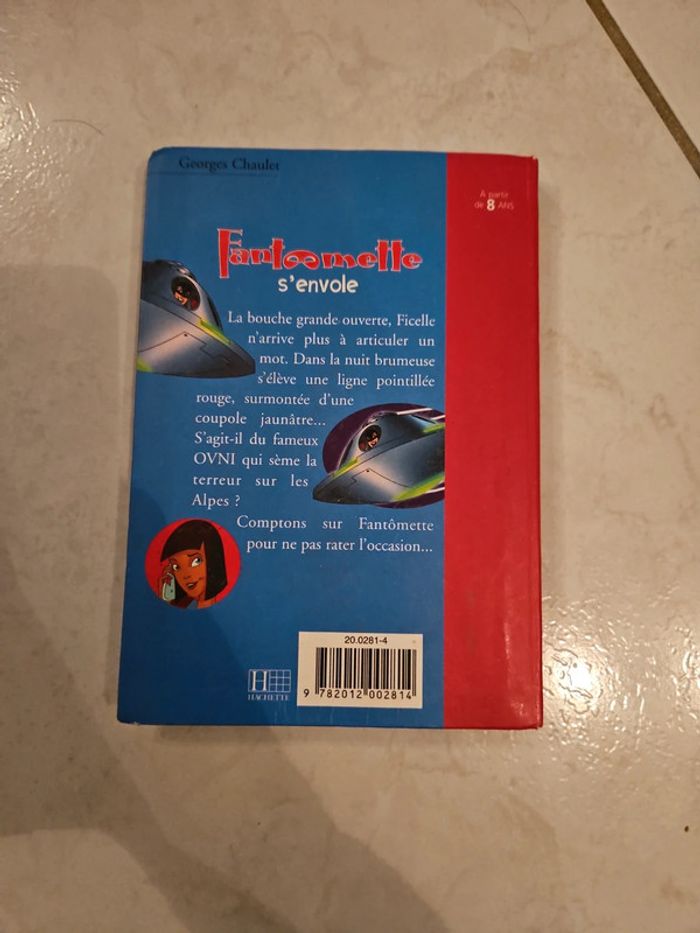 Georges Chaulet
A partir
de 8 ANS
Fantômette
s'envole
La bouche grande ouverte, Ficelle
n'arrive plus à articuler un
mot. Dans la nuit brumeuse
s'élève une ligne pointillée
rouge, surmontée d'une
coupole jaunâtre...
S'agit-il du fameux
OVNI qui sème la
terreur sur les
Alpes ?
Comptons sur Fantômette
pour ne pas rater l'occasion...
20.0281-4
H
HACHETTE
9 782012 002814